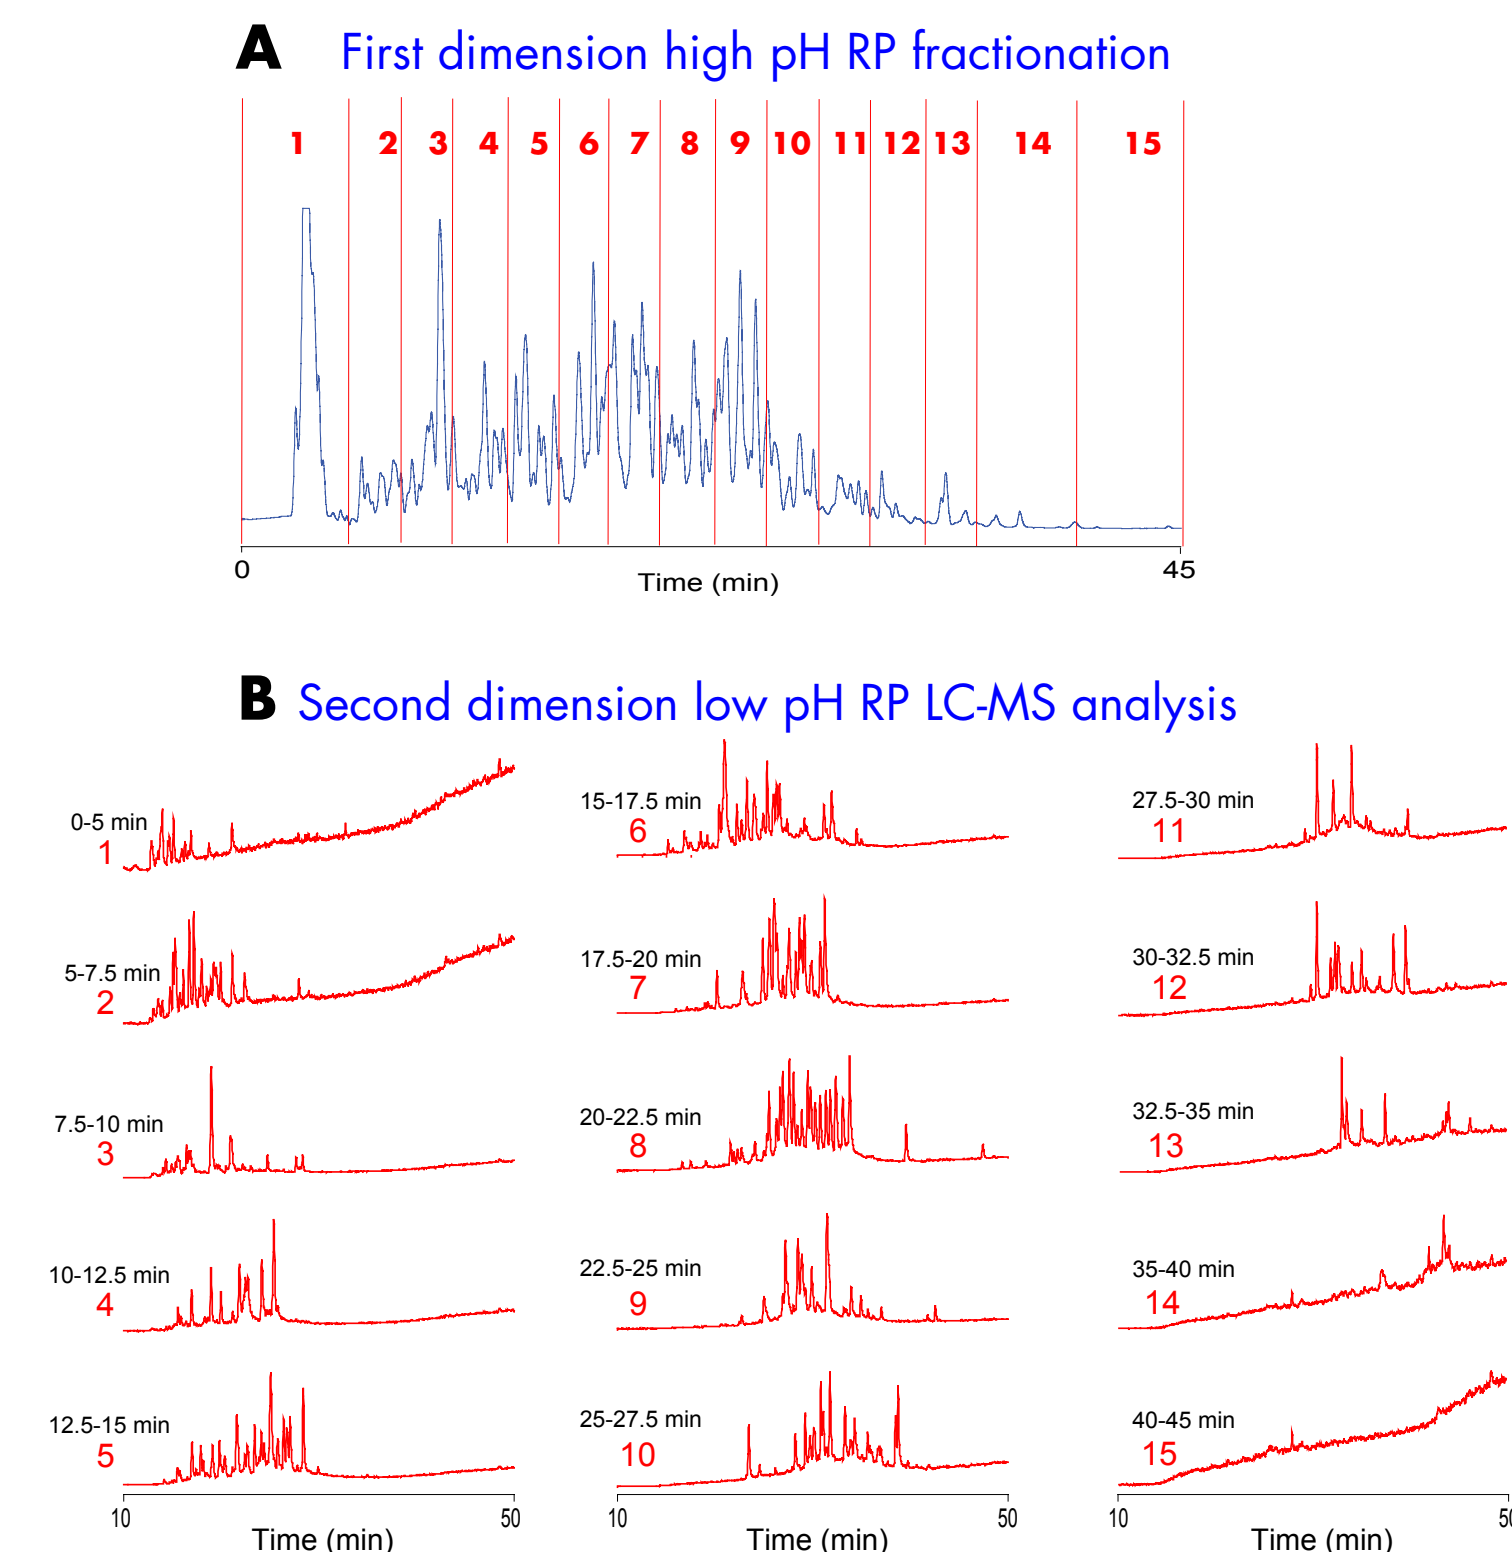 A First dimension high pH RP fractionation
1 2 3 4 5 6 7 8 9 10 11 12 13 14 15
0 45
Time (min)
B Second dimension low pH RP LC-MS analysis
0-5 min
1
5-7.5 min
2
7.5-10 min
3
10-12.5 min
4
12.5-15 min
5
10 50
Time (min)
15-17.5 min
6
17.5-20 min
7
20-22.5 min
8
22.5-25 min
9
25-27.5 min
10
10 50
Time (min)
27.5-30 min
11
30-32.5 min
12
32.5-35 min
13
35-40 min
14
40-45 min
15
10 50
Time (min)